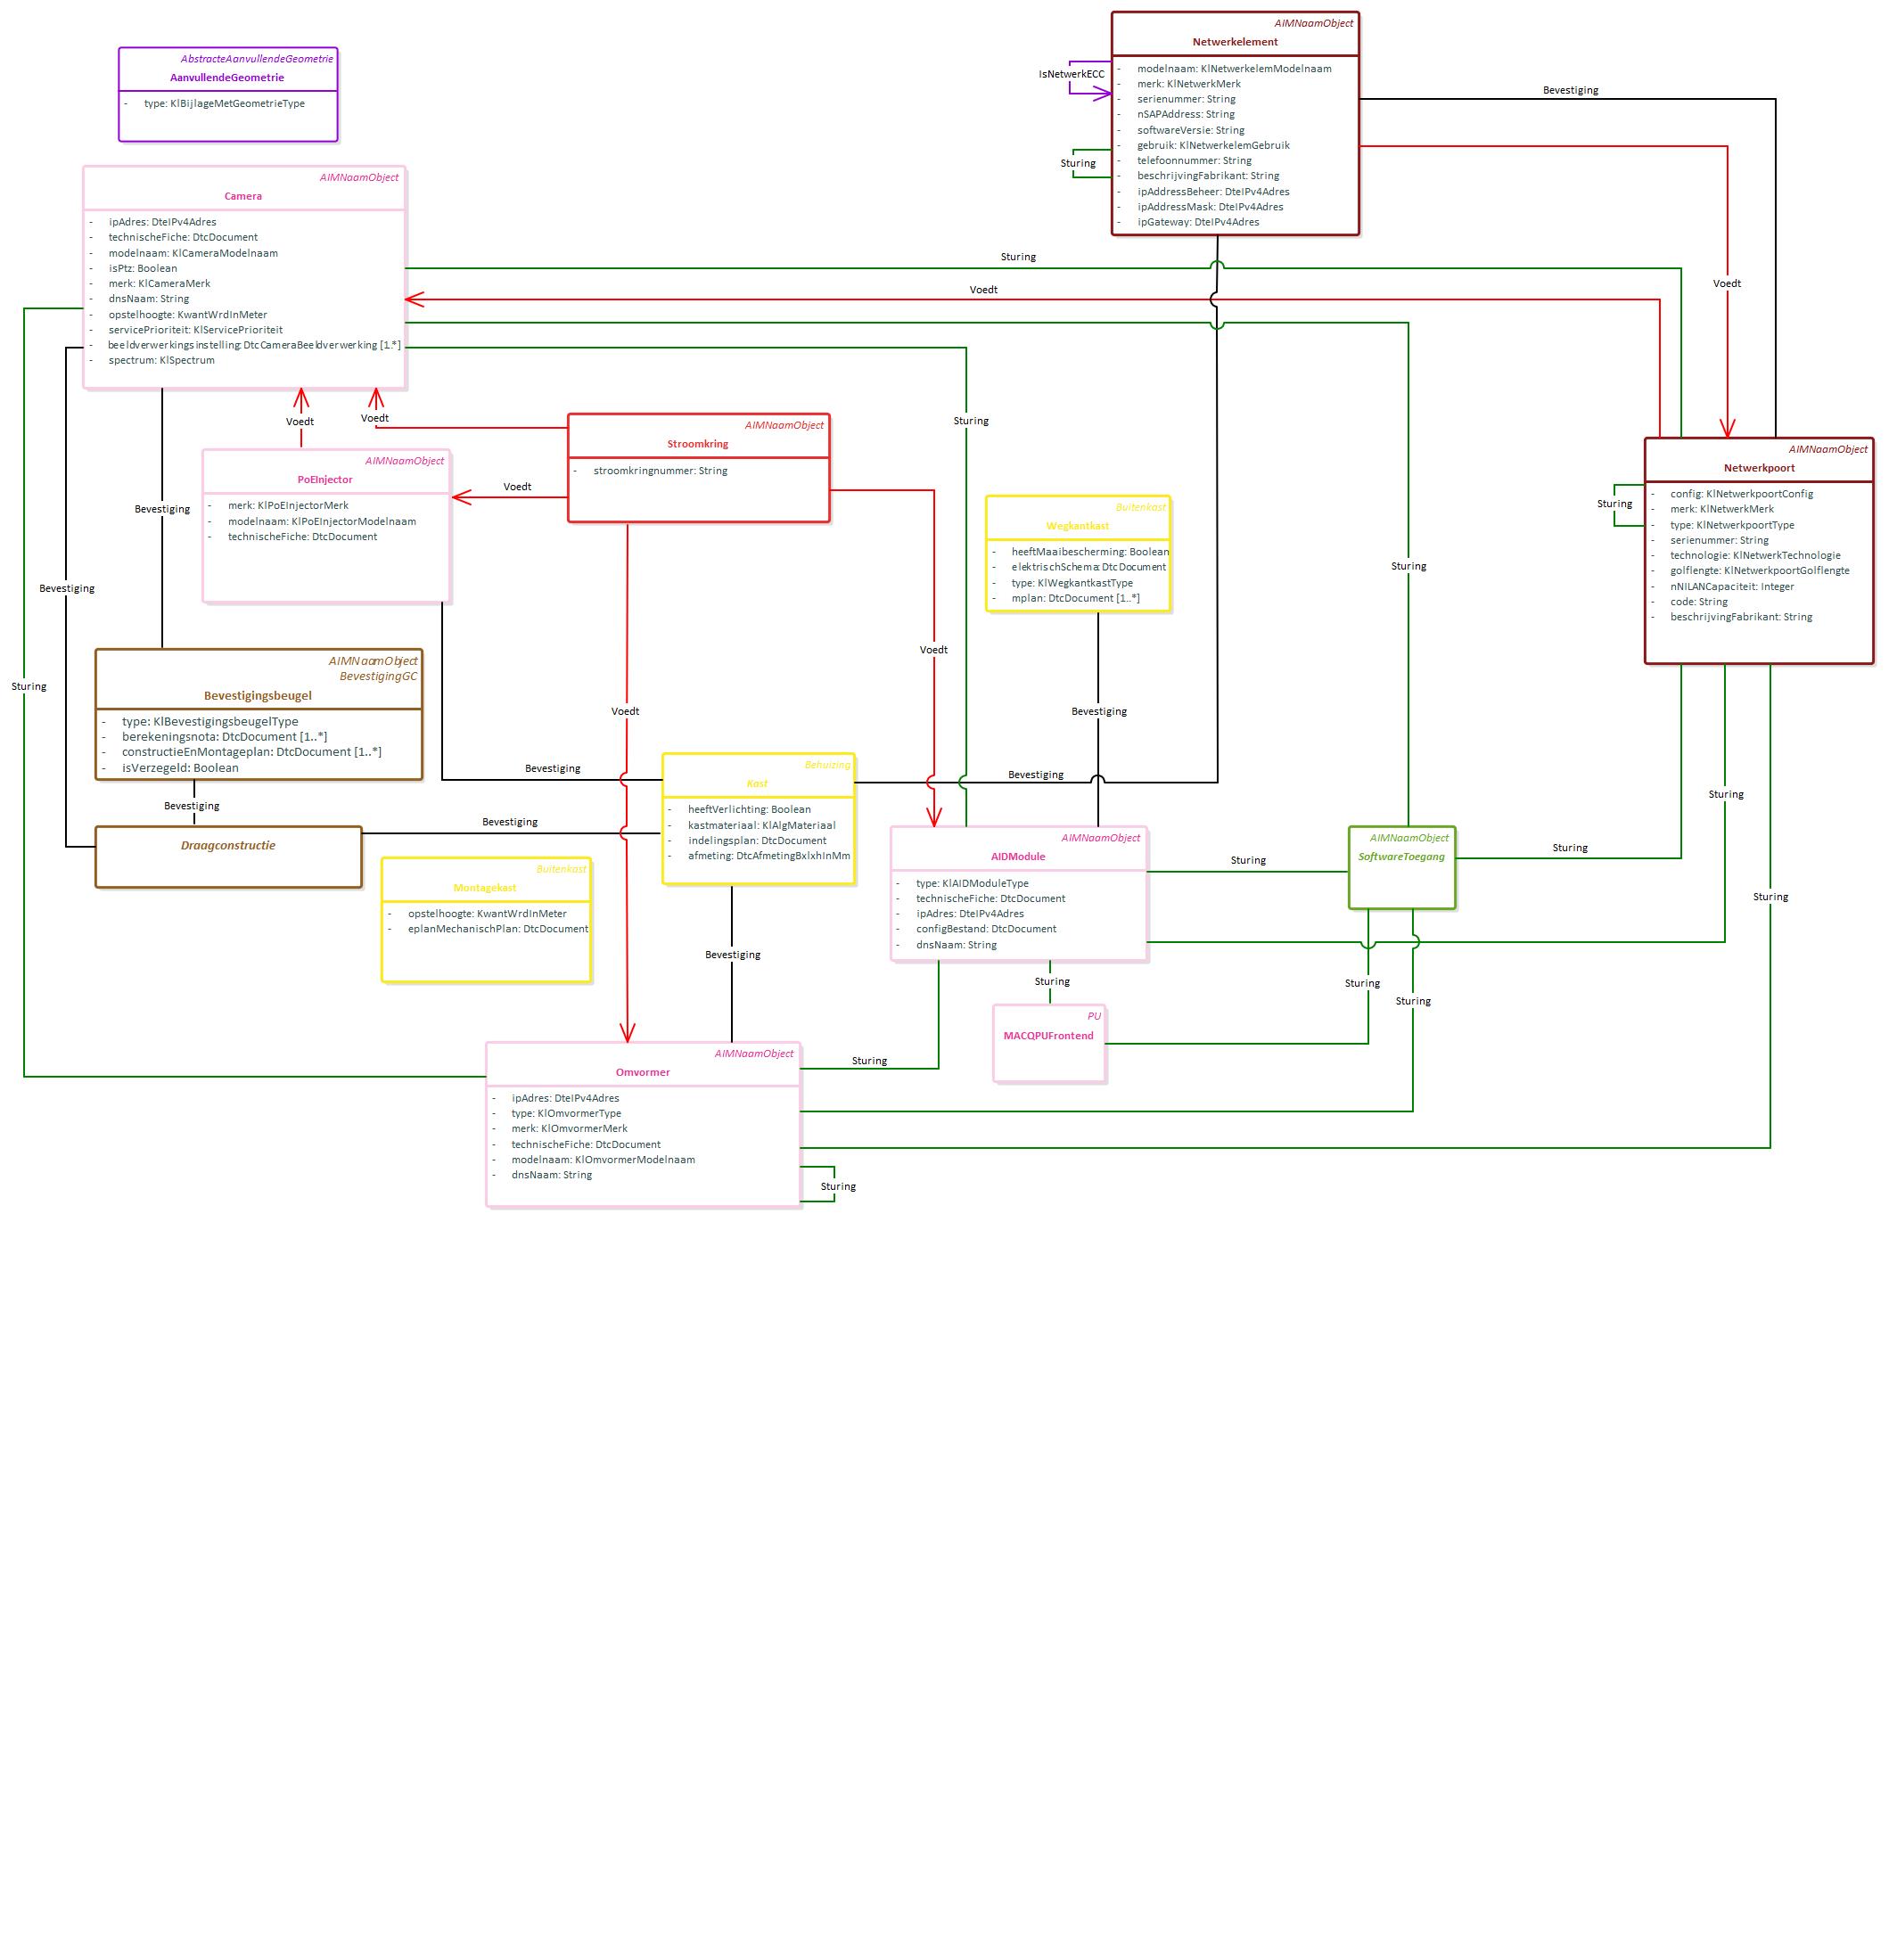 AIMNaamObject
Netwerkelement
- modelnaam: KlNetwerkelemModelnaam
- merk: KlNetwerkMerk
- serienummer: String
- nSAPAddress: String
- softwareVersie: String
- gebruik: KlNetwerkelemGebruik
- telefoonnummer: String
- beschrijvingFabrikant: String
- ipAddressBeheer: DteIPv4Adres
- ipAddressMask: DteIPv4Adres
- ipGateway: DteIPv4Adres
IsNetwerkECC
Sturing
Bevestiging
AbstracteAanvullendeGeometrie
AanvullendeGeometrie
- type: KlBijlageMetGeometrieType
AIMNaamObject
Camera
- ipAdres: DteIPv4Adres
- technischeFiche: DtcDocument
- modelnaam: KlCameraModelnaam
- isPtz: Boolean
- merk: KlCameraMerk
- dnsNaam: String
- opstelhoogte: KwantWrdInMeter
- servicePrioriteit: KlServicePrioriteit
- beeldverwerkingsinstelling: DtcCameraBeeldverwerking [1..*]
- spectrum: KlSpectrum
Sturing
Voedt
Voedt
Voedt
Voedt
Sturing
AIMNaamObject
Stroomkring
- stroomkringnummer: String
AIMNaamObject
PoEInjector
- merk: KlPoEInjectorMerk
- modelnaam: KlPoEInjectorModelnaam
- technischeFiche: DtcDocument
Voedt
Bevestiging
AIMNaamObject
Netwerkpoort
- config: KlNetwerkpoortConfig
- merk: KlNetwerkMerk
- type: KlNetwerkpoortType
- serienummer: String
- technologie: KlNetwerkTechnologie
- golflengte: KlNetwerkpoortGolflengte
- nNILANCapaciteit: Integer
- code: String
- beschrijvingFabrikant: String
Sturing
Buitenkast
Wegkantkast
- heeftMaaibescherming: Boolean
- elektrischSchema: DtcDocument
- type: KlWegkantkastType
- mplan: DtcDocument [1..*]
Sturing
Bevestiging
Voedt
Sturing
AIMNaamObject
BevestigingGC
Bevestigingsbeugel
- type: KlBevestigingsbeugelType
- berekeningsnota: DtcDocument [1..*]
- constructieEnMontageplan: DtcDocument [1..*]
- isVerzegeld: Boolean
Voedt
Bevestiging
Bevestiging
Bevestiging
Bevestiging
Sturing
Behuizing
Kast
- heeftVerlichting: Boolean
- kastmateriaal: KlAlgMateriaal
- indelingsplan: DtcDocument
- afmeting: DtcAfmetingBxlxhInMm
Bevestiging
Draagconstructie
Bevestiging
Buitenkast
Montagekast
- opstelhoogte: KwantWrdInMeter
- eplanMechanischPlan: DtcDocument
AIMNaamObject
AIDModule
- type: KlAIDModuleType
- technischeFiche: DtcDocument
- ipAdres: DteIPv4Adres
- configBestand: DtcDocument
- dnsNaam: String
Sturing
AIMNaamObject
SoftwareToegang
Sturing
Sturing
Bevestiging
Sturing
Sturing
Sturing
PU
MACQPUFrontend
Sturing
AIMNaamObject
Omvormer
- ipAdres: DteIPv4Adres
- type: KlOmvormerType
- merk: KlOmvormerMerk
- technischeFiche: DtcDocument
- modelnaam: KlOmvormerModelnaam
- dnsNaam: String
Sturing